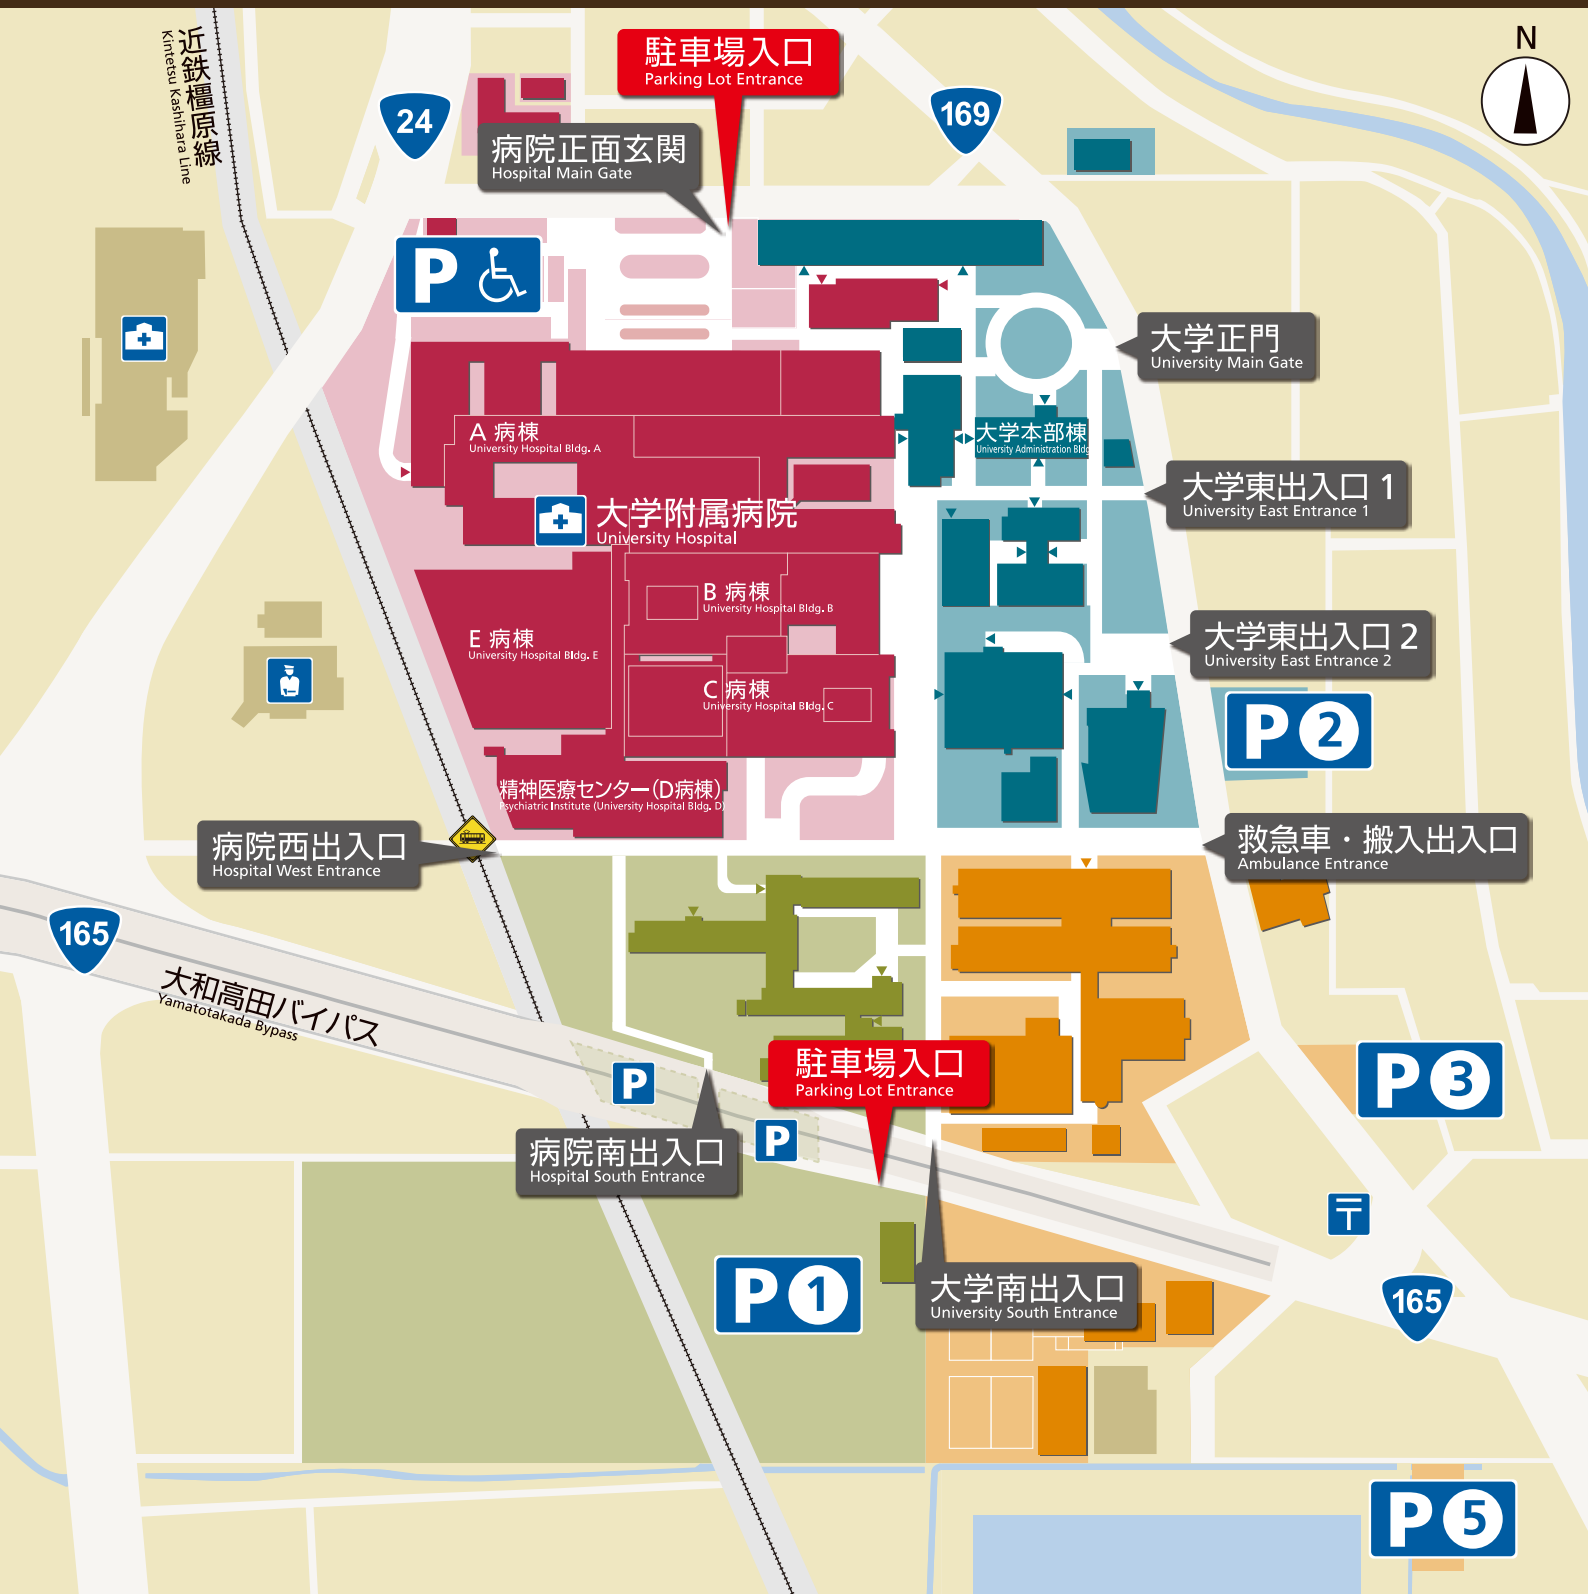 近鉄橿原線
Kintetsu Kashihara Line
駐車場入口
Parking Lot Entrance
N
24
169
病院正面玄関
Hospital Main Gate
P
大学正門
University Main Gate
A 病棟
University Hospital Bldg. A
大学本部棟
University Administration Bldg
大学東出入口 1
University East Entrance 1
大学附属病院
University Hospital
B 病棟
University Hospital Bldg. B
E 病棟
University Hospital Bldg. E
大学東出入口 2
University East Entrance 2
C 病棟
University Hospital Bldg. C
P 2
精神医療センター(D病棟)
Psychiatric Institute (University Hospital Bldg. D)
病院西出入口
Hospital West Entrance
救急車・搬入出入口
Ambulance Entrance
165
大和高田バイパス
Yamatotakada Bypass
駐車場入口
Parking Lot Entrance
P
P 3
P
病院南出入口
Hospital South Entrance
〒
P 1
大学南出入口
University South Entrance
165
P 5